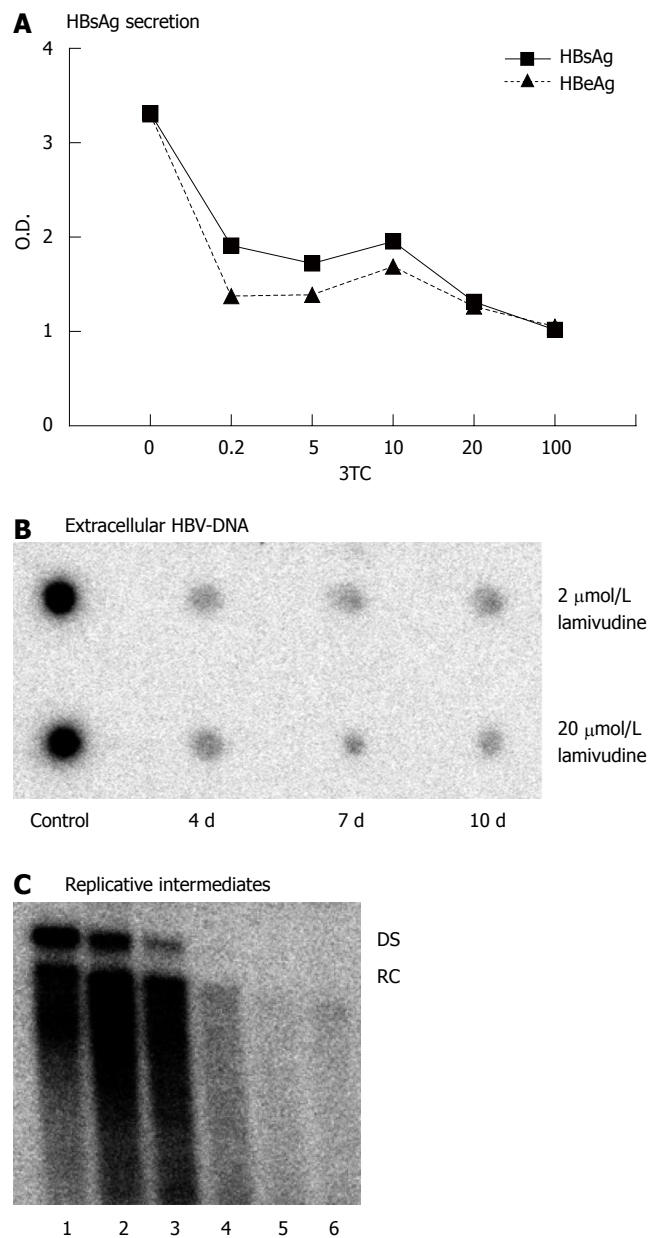 A HBsAg secretion
4
3
2
1
0
O.D.
HBsAg
HBeAg
0 0.2 5 10 20 100
3TC
B Extracellular HBV-DNA
2 μmol/L
lamivudine
20 μmol/L
lamivudine
Control 4 d 7 d 10 d
C Replicative intermediates
DS
RC
1 2 3 4 5 6